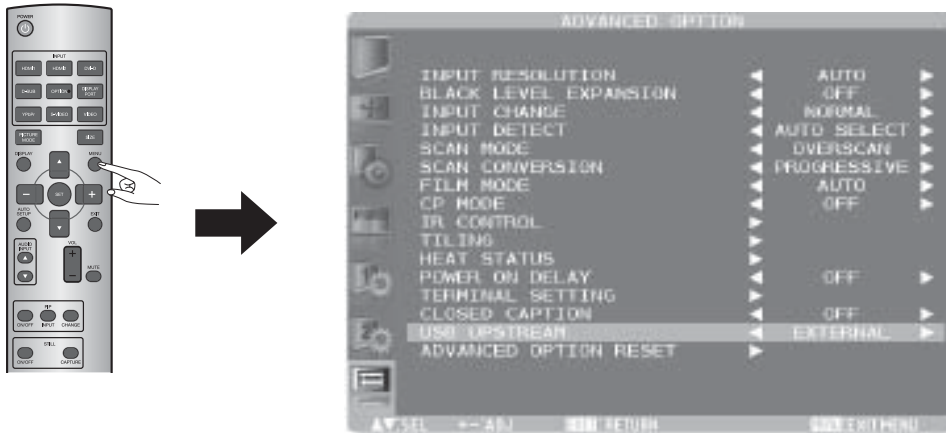 POWER
INPUT
HDMI1 HDMI2 DVI-D
D-SUB OPTION DISPLAY PORT
YPbPr S-VIDEO VIDEO
PICTURE MODE SIZE
DISPLAY MENU
SET
AUTO SETUP EXIT
AUDIO INPUT VOL
MUTE
PIP
ON/OFF INPUT CHANGE
STILL
ON/OFF CAPTURE
ADVANCED OPTION
INPUT RESOLUTION AUTO
BLACK LEVEL EXPANSION OFF
INPUT CHANGE NORMAL
INPUT DETECT AUTO SELECT
SCAN MODE OVERSCAN
SCAN CONVERSION PROGRESSIVE
FILM MODE AUTO
CP MODE OFF
IR CONTROL
TILING
HEAT STATUS
POWER ON DELAY OFF
TERMINAL SETTING
CLOSED CAPTION OFF
USB UPSTREAM EXTERNAL
ADVANCED OPTION RESET
▲▼:SEL +- ADJ RETURN EXIT MENU